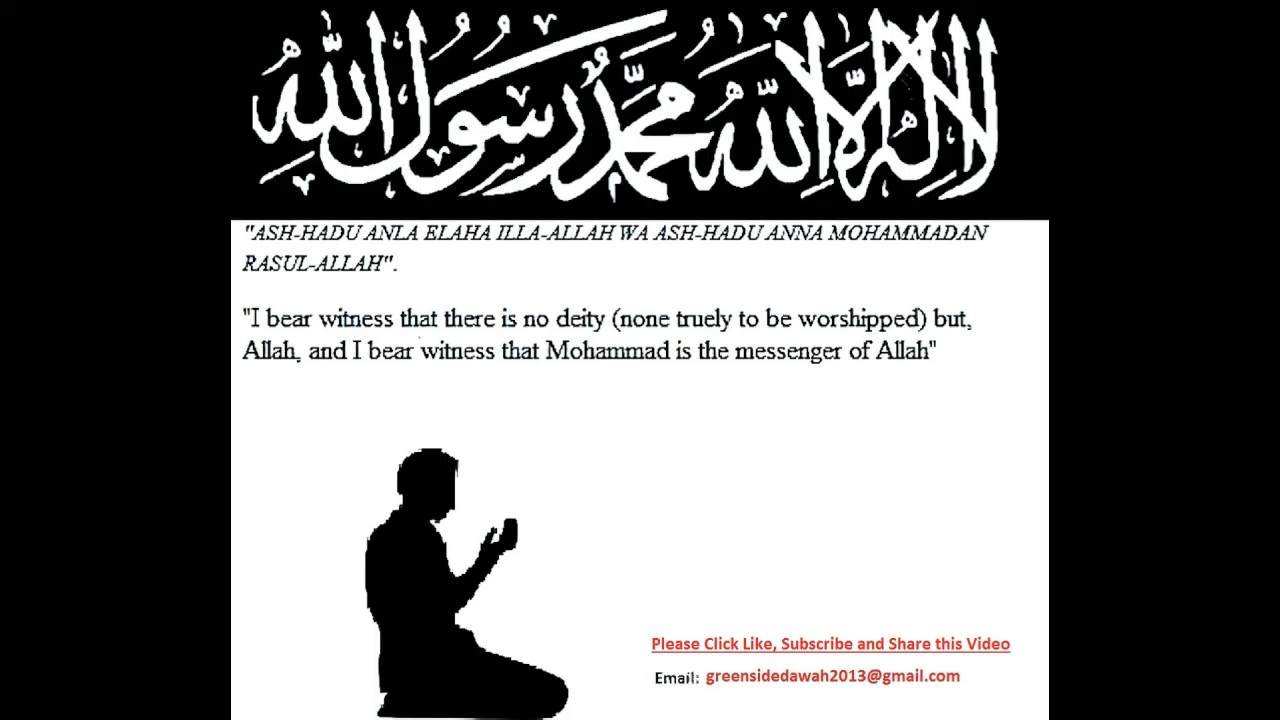 لا إله إلا الله محمد رسول الله
"ASH-HADU ANLA ELAHA ILLA-ALLAH WA ASH-HADU ANNA MOHAMMADAN
RASUL-ALLAH".
"I bear witness that there is no deity (none truely to be worshipped) but,
Allah, and I bear witness that Mohammad is the messenger of Allah"
Please Click Like, Subscribe and Share this Video
Email: greensidedawah2013@gmail.com